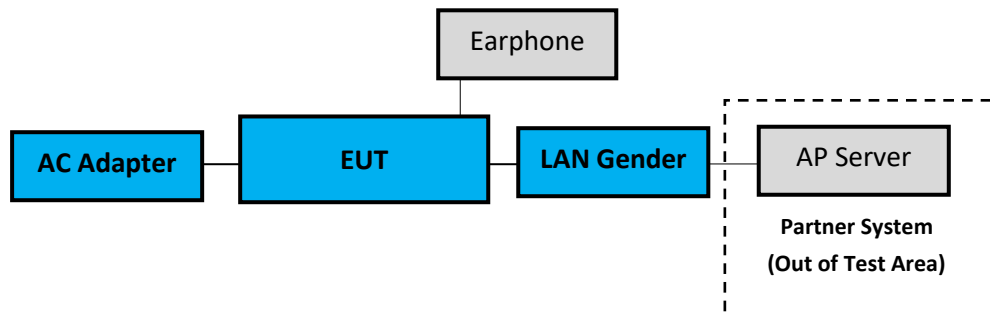 Earphone
AC Adapter
EUT
LAN Gender
AP Server
Partner System
(Out of Test Area)